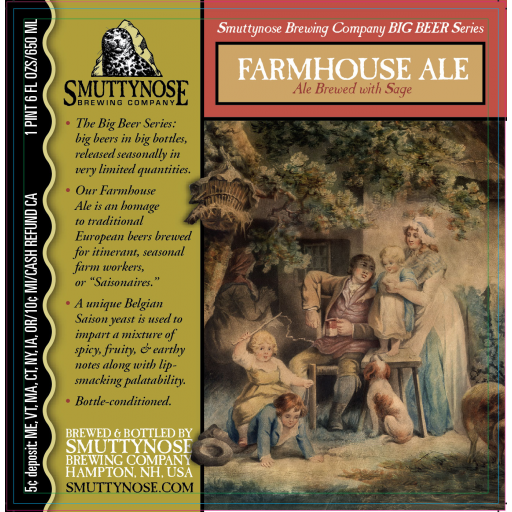 1 PINT 6 FL OZS/650 ML
5¢ deposit: ME, VT, MA, CT, NY, IA, OR/10¢ MI/CASH REFUND CA
SMUTTYNOSE
BREWING COMPANY
• The Big Beer Series:
big beers in big bottles,
released seasonally in
very limited quantities.
• Our Farmhouse
Ale is an homage
to traditional
European beers brewed
for itinerant, seasonal
farm workers,
or “Saisonaires.”
• A unique Belgian
Saison yeast is used to
impart a mixture of
spicy, fruity, & earthy
notes along with lip-
smacking palatability.
• Bottle-conditioned.
BREWED & BOTTLED BY
SMUTTYNOSE
BREWING COMPANY
HAMPTON, NH, USA
SMUTTYNOSE.COM
Smuttynose Brewing Company BIG BEER Series
FARMHOUSE ALE
Ale Brewed with Sage